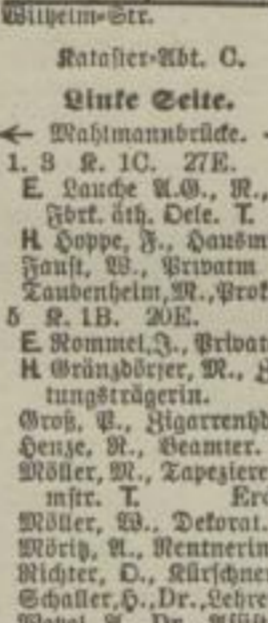 Wilhelm-Str.
Kataster-Abt. C.
Linke Seite.
← Mahlmannbrücke.
1. 3 K. 1C. 27E.
E Lauche A.G., M.,
Fbrk. äth. Oele. T.
H Hoppe, F., Hausm
Faust, W., Privatm
Taubenheim, M., Prok
5 K. 1B. 20E.
E Rommel, J., Privat
H Gränzdörfer, M., Z
tungsträgerin.
Groß, P., Zigarrenhd
Henze, R., Beamter.
Möller, M., Tapeziere
mstr. T. Erd
Möller, W., Dekorat.
Möritz, A., Rentnerin
Richter, O., Kürschner
Schaller, H., Dr., Lehre